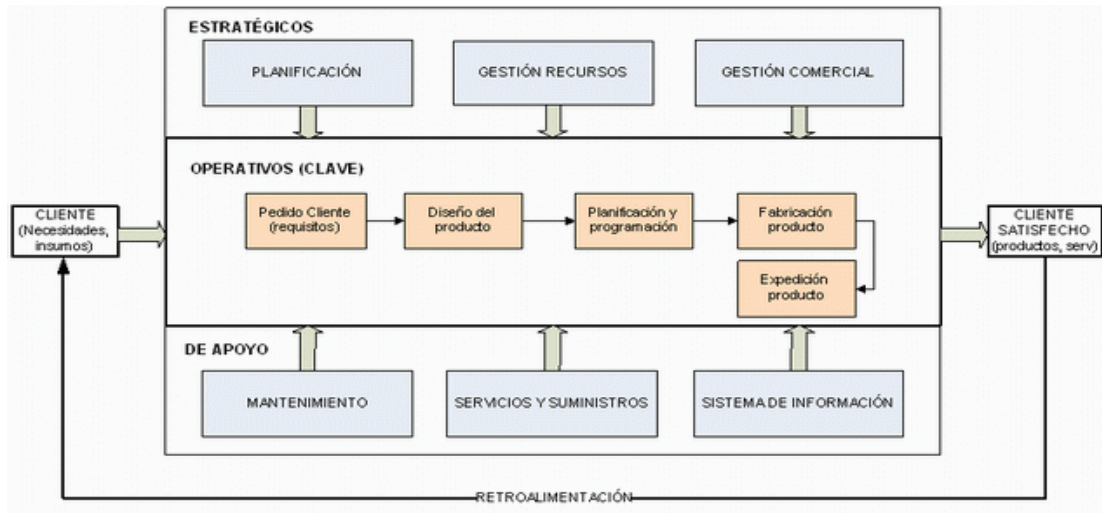 ESTRATÉGICOS
PLANIFICACIÓN
GESTIÓN RECURSOS
GESTIÓN COMERCIAL
OPERATIVOS (CLAVE)
CLIENTE
(Necesidades,
insumos)
Pedido Cliente
(requisitos)
Diseño del
producto
Planificación y
programación
Fabricación
producto
Expedición
producto
CLIENTE
SATISFECHO
(productos, serv)
DE APOYO
MANTENIMIENTO
SERVICIOS Y SUMINISTROS
SISTEMA DE INFORMACIÓN
RETROALIMENTACIÓN